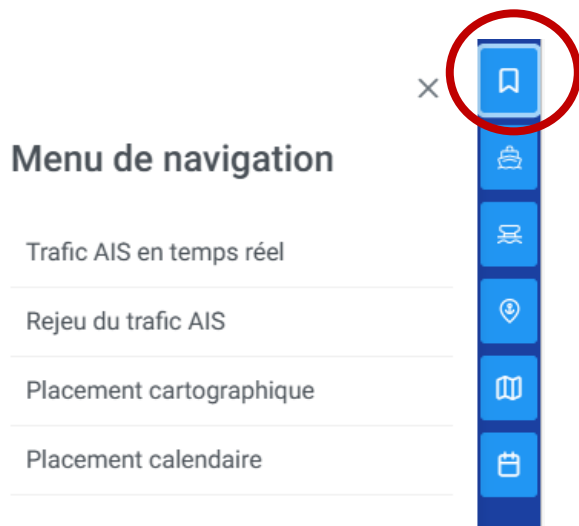 Menu de navigation
Trafic AIS en temps réel
Rejeu du trafic AIS
Placement cartographique
Placement calendaire